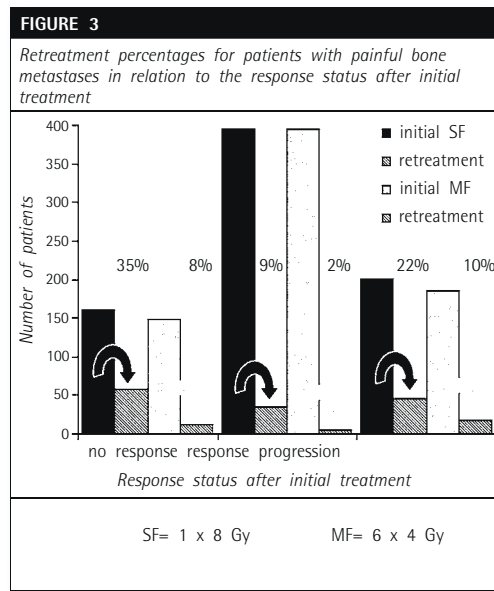 FIGURE 3
Retreatment percentages for patients with painful bone
metastases in relation to the response status after initial
treatment
400
350
300
250
200
150
100
50
0
Number of patients
initial SF
retreatment
initial MF
retreatment
35% 8% 9% 2% 22% 10%
no response response progression
Response status after initial treatment
SF= 1 x 8 Gy MF= 6 x 4 Gy